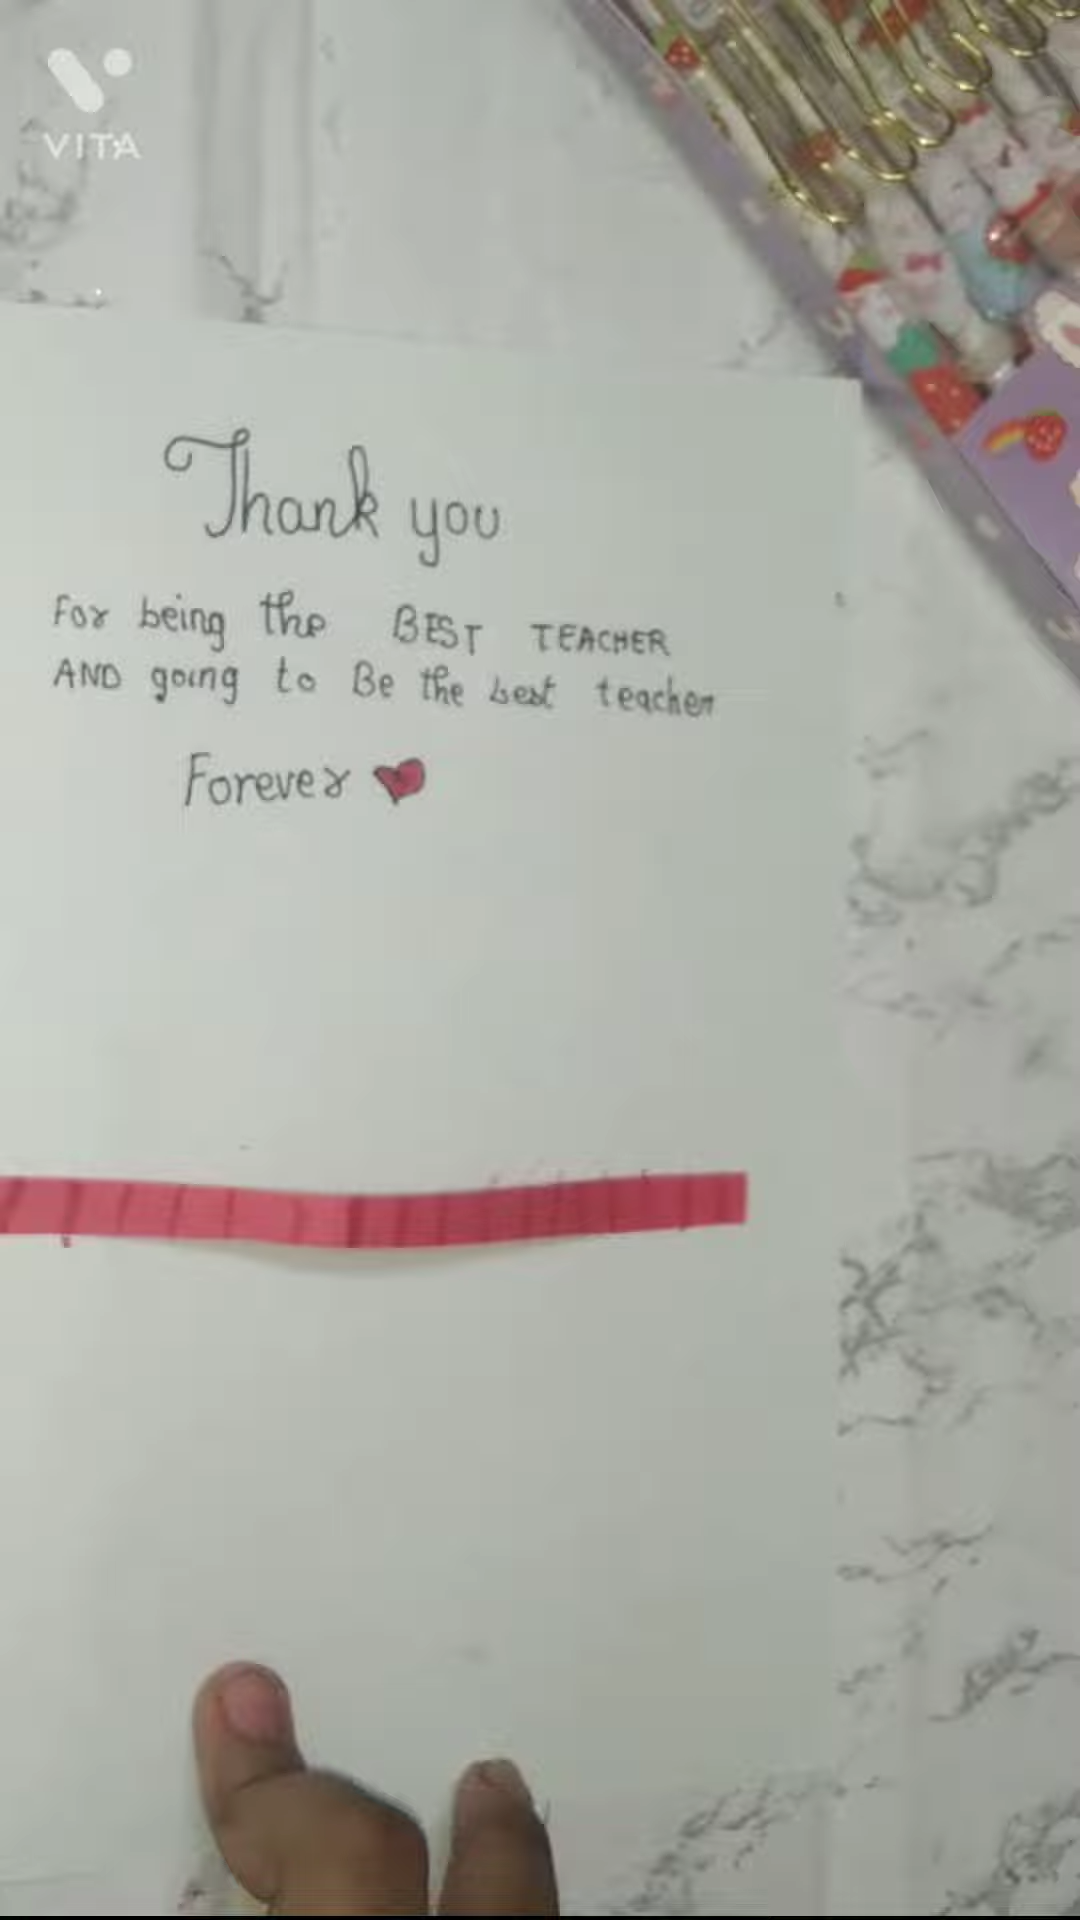 VITA
Thank you
For being the BEST TEACHER
AND going to Be the best teacher
Forever